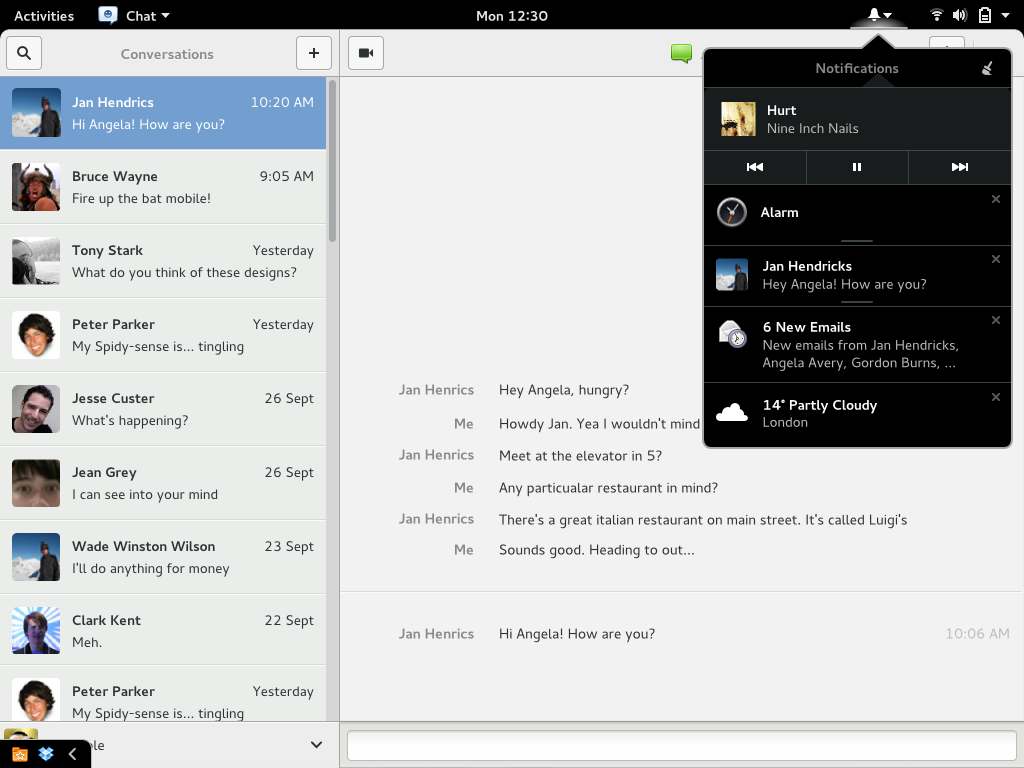 Activities
Chat
Mon 12:30
Conversations
+
Jan Hendrics 10:20 AM
Hi Angela! How are you?
Bruce Wayne 9:05 AM
Fire up the bat mobile!
Tony Stark Yesterday
What do you think of these designs?
Peter Parker Yesterday
My Spidy-sense is... tingling
Jesse Custer 26 Sept
What's happening?
Jean Grey 26 Sept
I can see into your mind
Wade Winston Wilson 23 Sept
I'll do anything for money
Clark Kent 22 Sept
Meh.
Peter Parker Yesterday
My Spidy-sense is... tingling
Jan Henrics Hey Angela, hungry?
Me Howdy Jan. Yea I wouldn't mind
Jan Henrics Meet at the elevator in 5?
Me Any particualar restaurant in mind?
Jan Henrics There's a great italian restaurant on main street. It's called Luigi's
Me Sounds good. Heading to out...
Jan Henrics Hi Angela! How are you? 10:06 AM
Notifications
Hurt
Nine Inch Nails
Alarm
Jan Hendricks
Hey Angela! How are you?
6 New Emails
New emails from Jan Hendricks,
Angela Avery, Gordon Burns, ...
14° Partly Cloudy
London